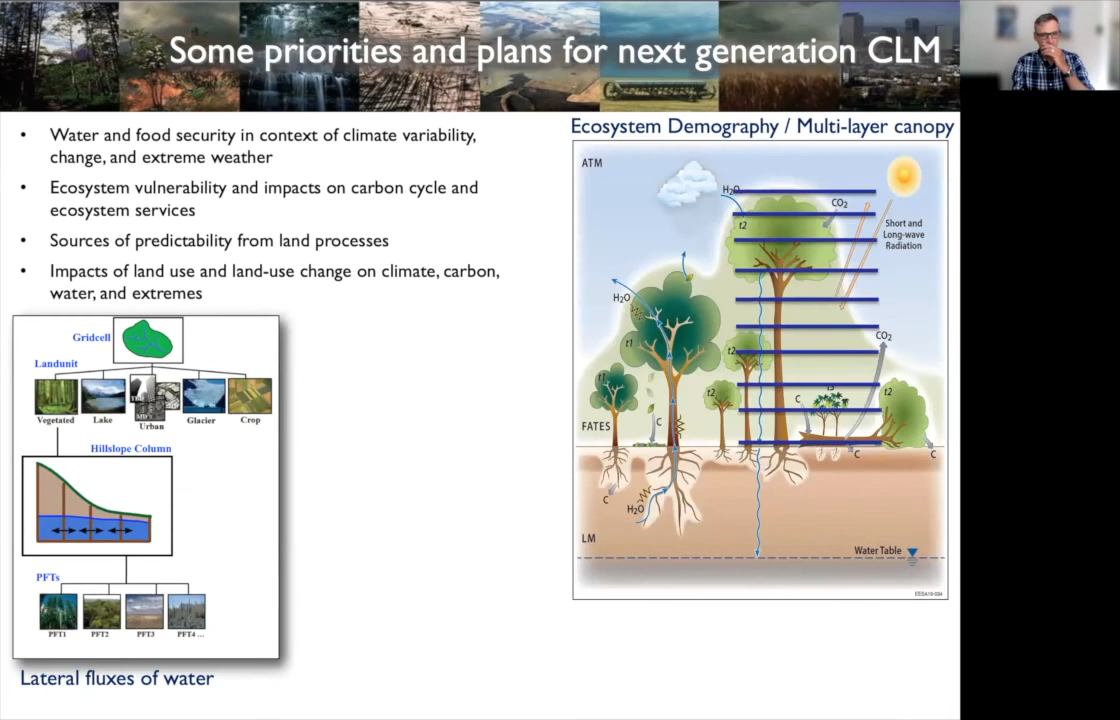 Some priorities and plans for next generation CLM
• Water and food security in context of climate variability,
change, and extreme weather
• Ecosystem vulnerability and impacts on carbon cycle and
ecosystem services
• Sources of predictability from land processes
• Impacts of land use and land-use change on climate, carbon,
water, and extremes
Gridcell
Landunit
Vegetated Lake Urban Glacier Crop
Hillslope Column
PFTs
PFT1 PFT2 PFT3 PFT4 ...
Lateral fluxes of water
Ecosystem Demography / Multi-layer canopy
ATM
H₂O
CO₂
t2
Short and
Long-wave
Radiation
H₂O
t1
CO₂
t2
t1
t2
C
t2
C
FATES
C
C
C
H₂O
LM
Water Table